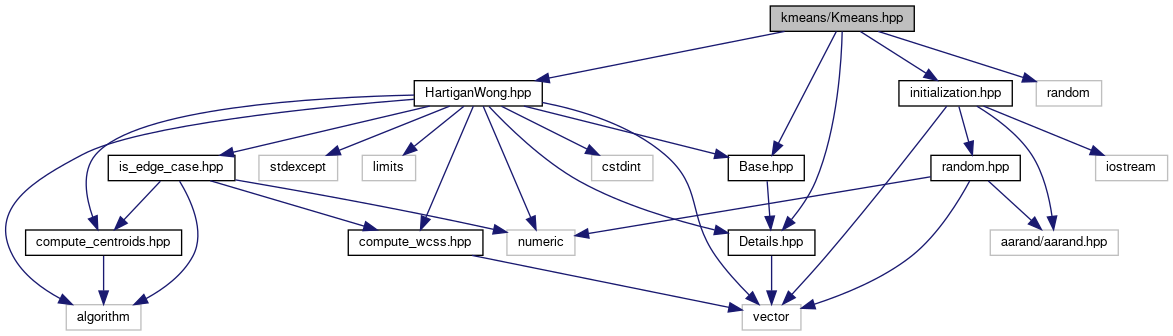 kmeans/Kmeans.hpp
HartiganWong.hpp
initialization.hpp
random
is_edge_case.hpp
stdexcept
limits
cstdint
Base.hpp
random.hpp
iostream
compute_centroids.hpp
compute_wcss.hpp
numeric
Details.hpp
aarand/aarand.hpp
algorithm
vector